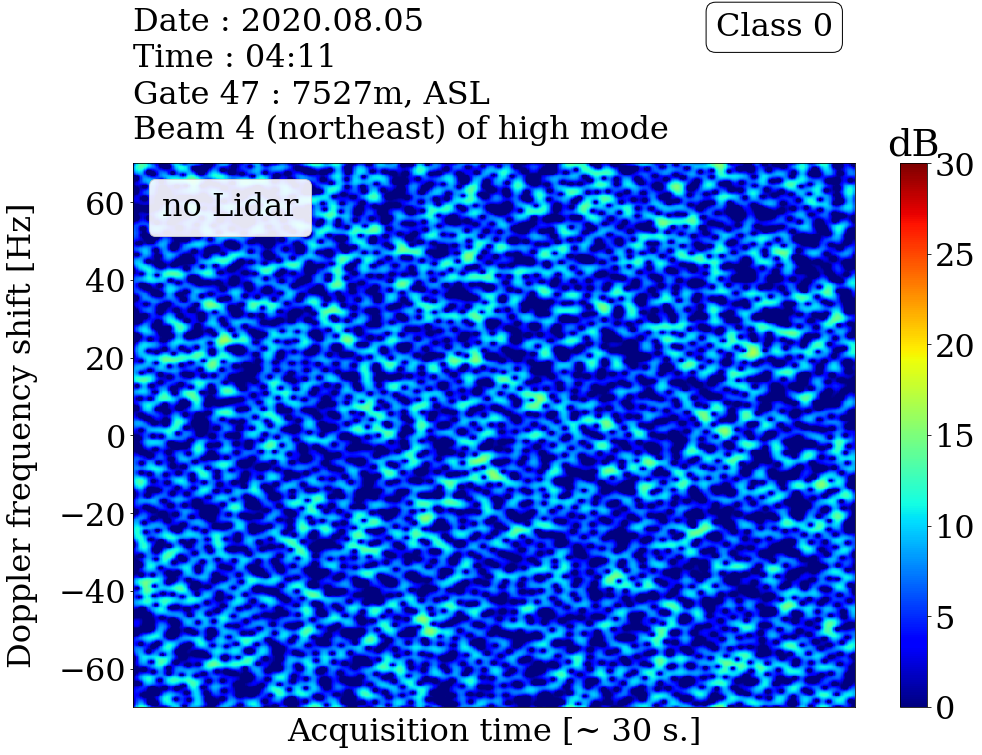 Date : 2020.08.05
Time : 04:11
Gate 47 : 7527m, ASL
Beam 4 (northeast) of high mode
Class 0
dB
no Lidar
Doppler frequency shift [Hz]
60
40
20
0
−20
−40
−60
Acquisition time [~ 30 s.]
30
25
20
15
10
5
0